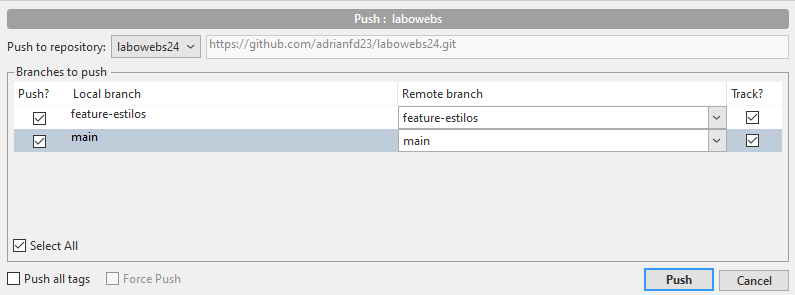 Push : labowebs
Push to repository: labowebs24 https://github.com/adrianfd23/labowebs24.git
Branches to push
Push? Local branch Remote branch Track?
feature-estilos feature-estilos
main main
Select All
Push all tags Force Push Push Cancel